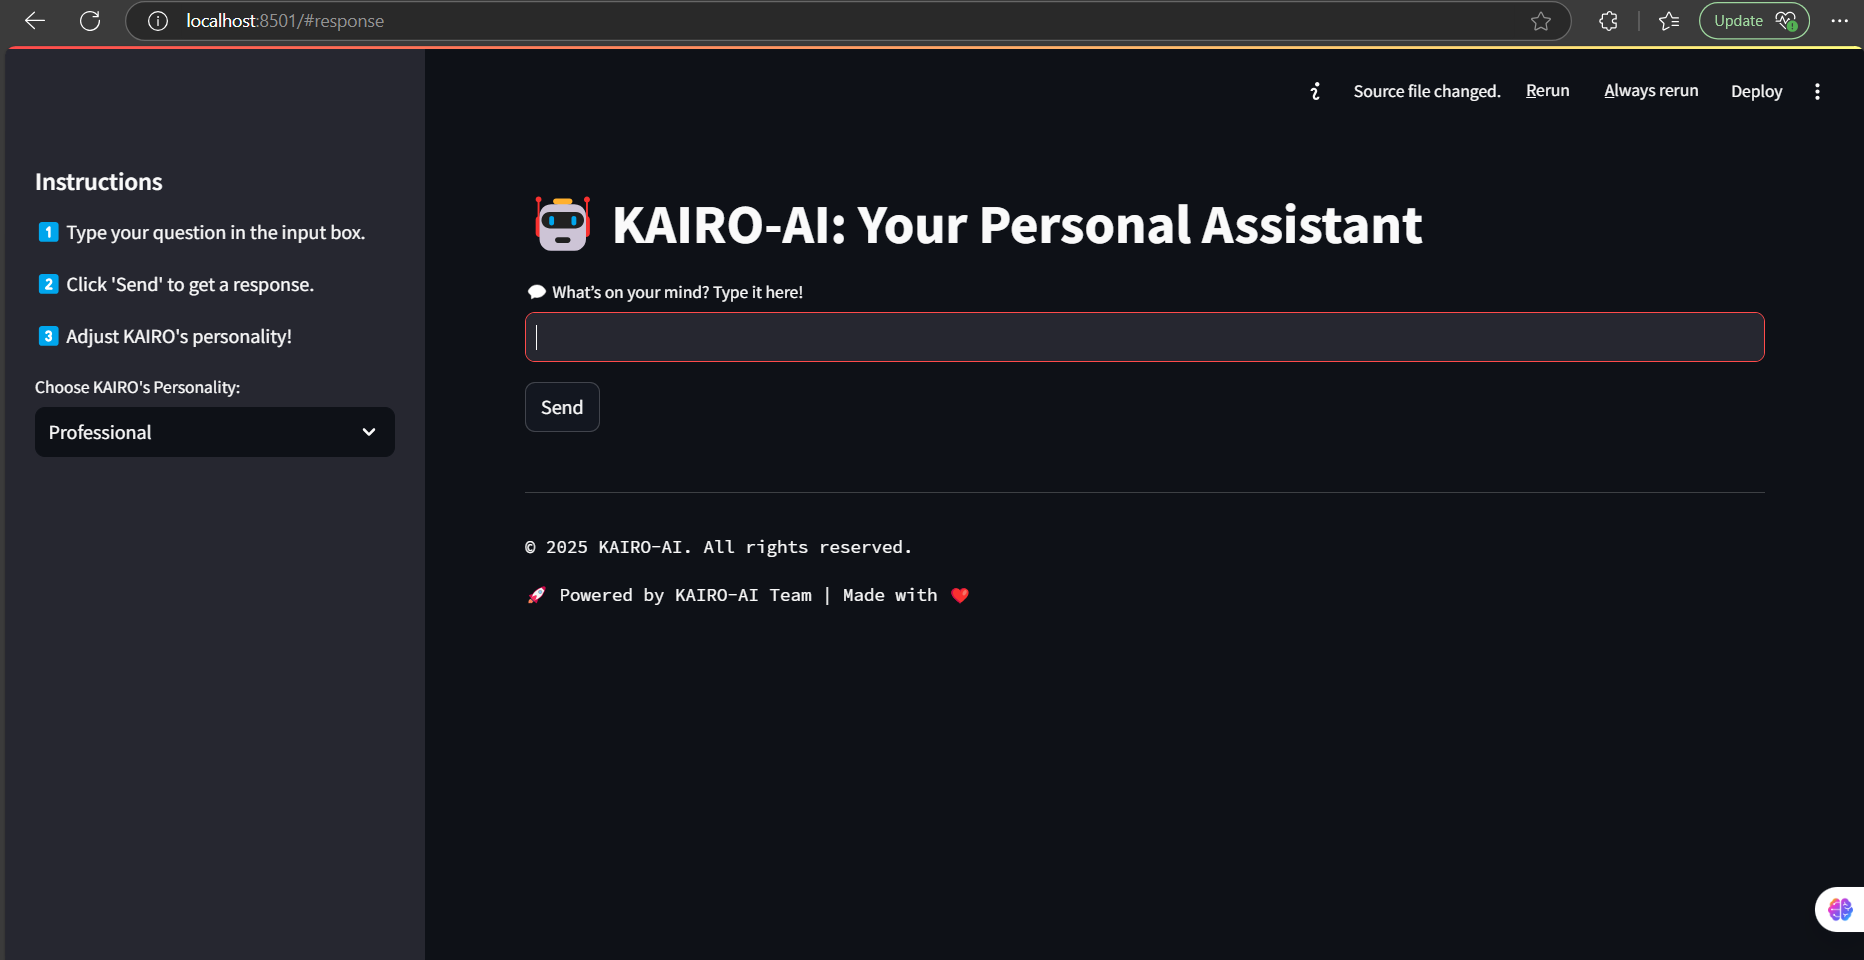 localhost:8501/#response
Update
Source file changed. Rerun Always rerun Deploy
Instructions
1 Type your question in the input box.
2 Click 'Send' to get a response.
3 Adjust KAIRO's personality!
Choose KAIRO's Personality:
Professional
KAIRO-AI: Your Personal Assistant
What’s on your mind? Type it here!
Send
© 2025 KAIRO-AI. All rights reserved.
🚀 Powered by KAIRO-AI Team | Made with ❤️